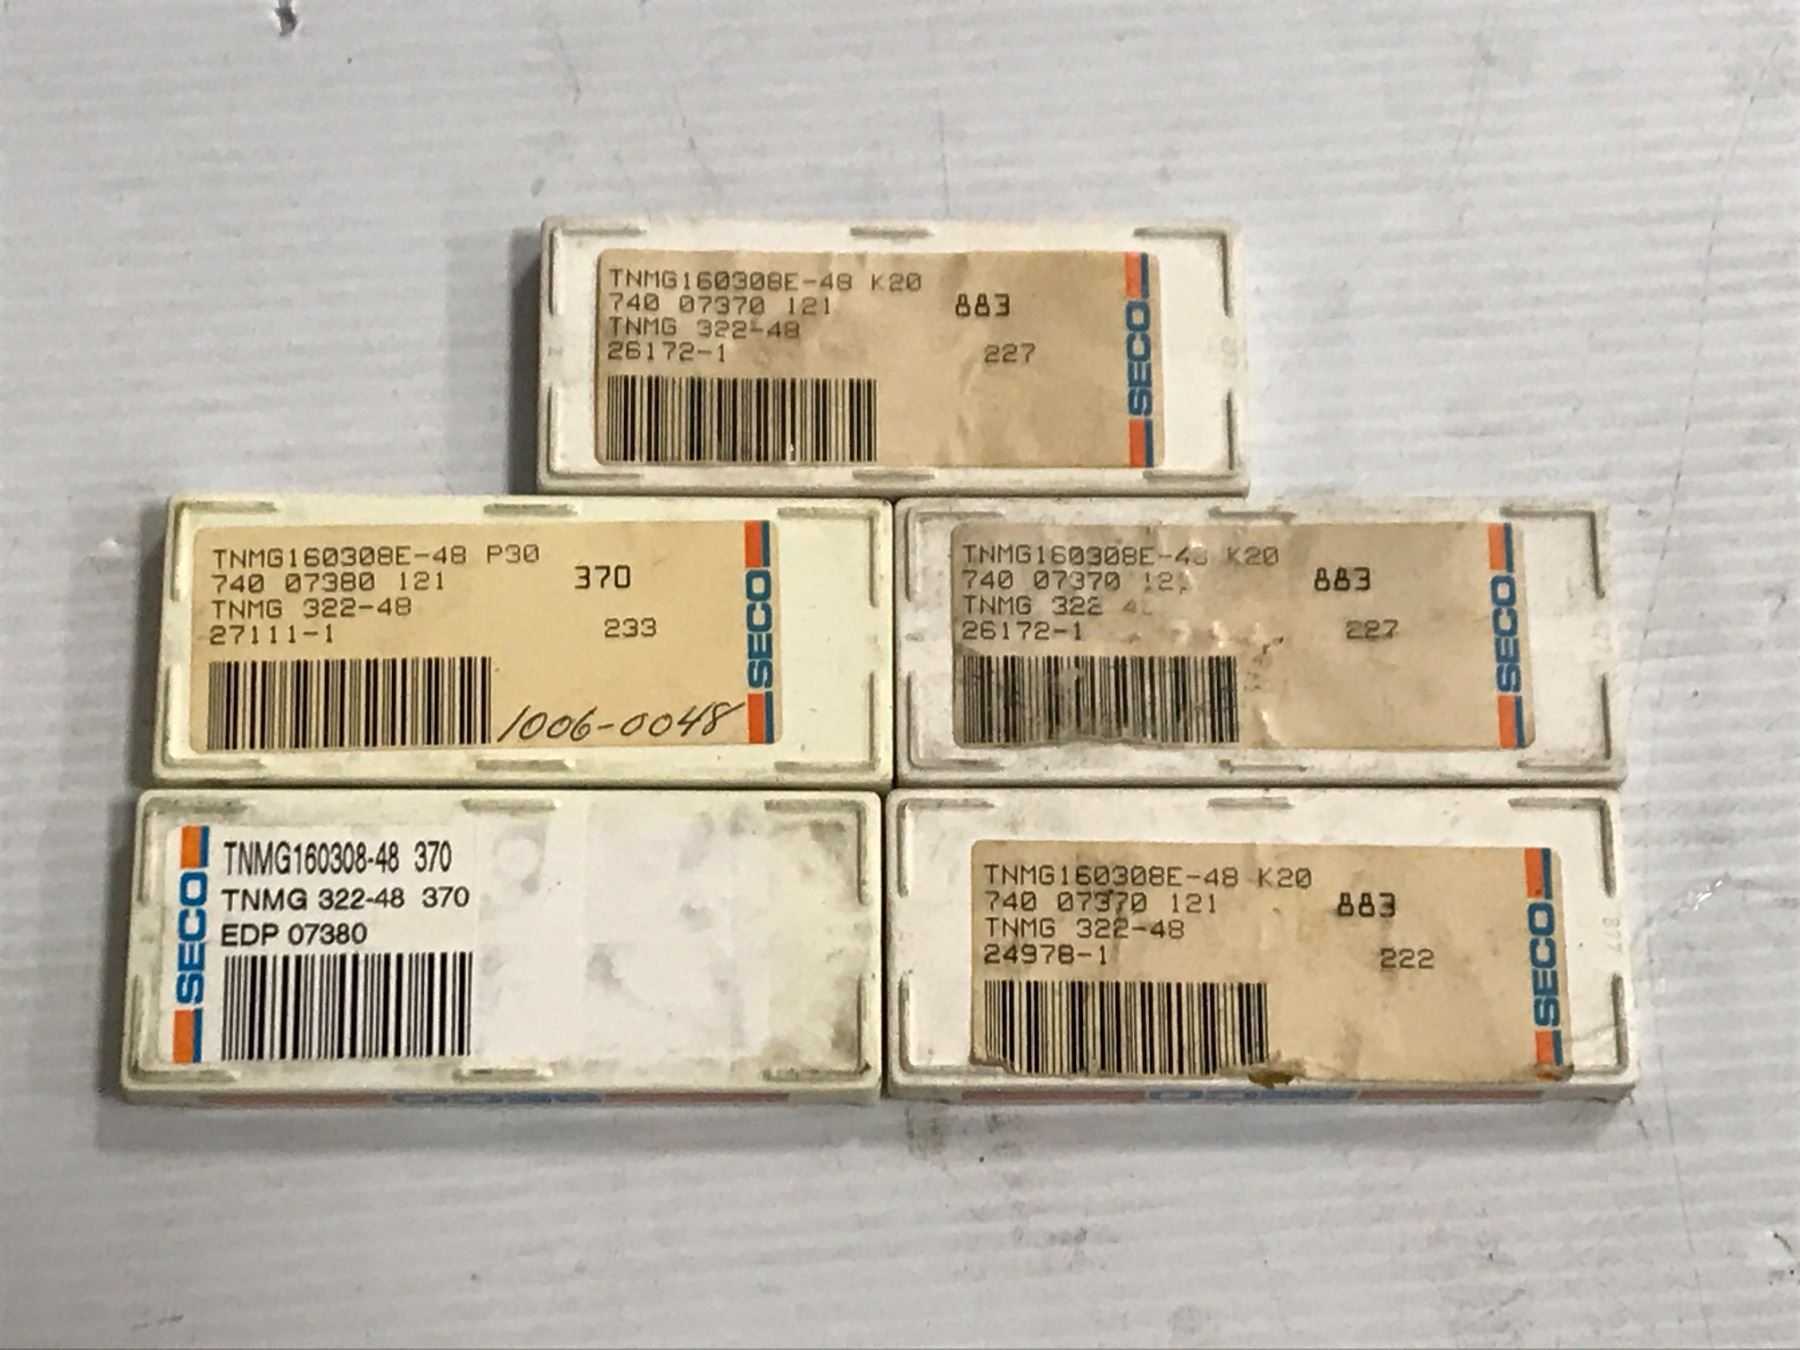 TNMG160308E-48 K20
740 07370 121 883
TNMG 322-48
26172-1 227
SECO
TNMG160308E-48 P30
740 07380 121 370
TNMG 322-48
27111-1 233
1006-0048
SECO
TNMG160308E-48 K20
740 07370 883
TNMG 322
26172-1 227
SECO
TNMG160308-48 370
TNMG 322-48 370
EDP 07380
SECO
TNMG160308E-48 K20
740 07370 121 883
TNMG 322-48
24978-1 222
SECO